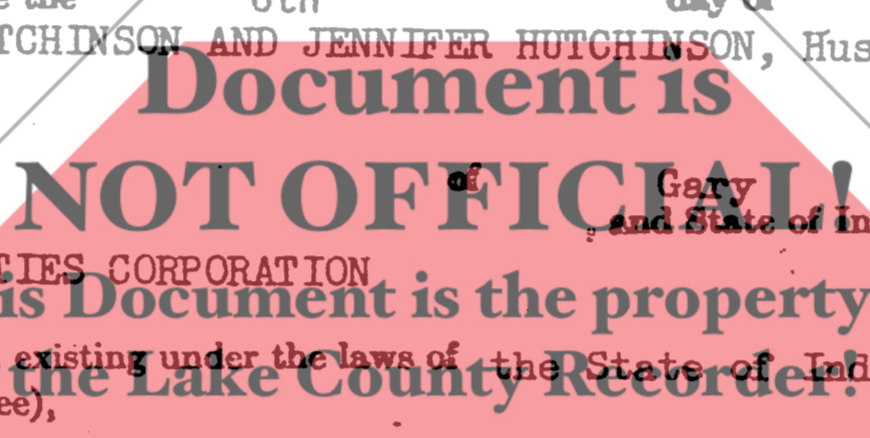 6th day of
TCHINSON AND JENNIFER HUTCHINSON, Hus
Document is
NOT OFFICIAL!
of Gary
and State of In
TIES CORPORATION
is Document is the property
existing under the laws of the State of Ind
the Lake County Recorder!
ee),